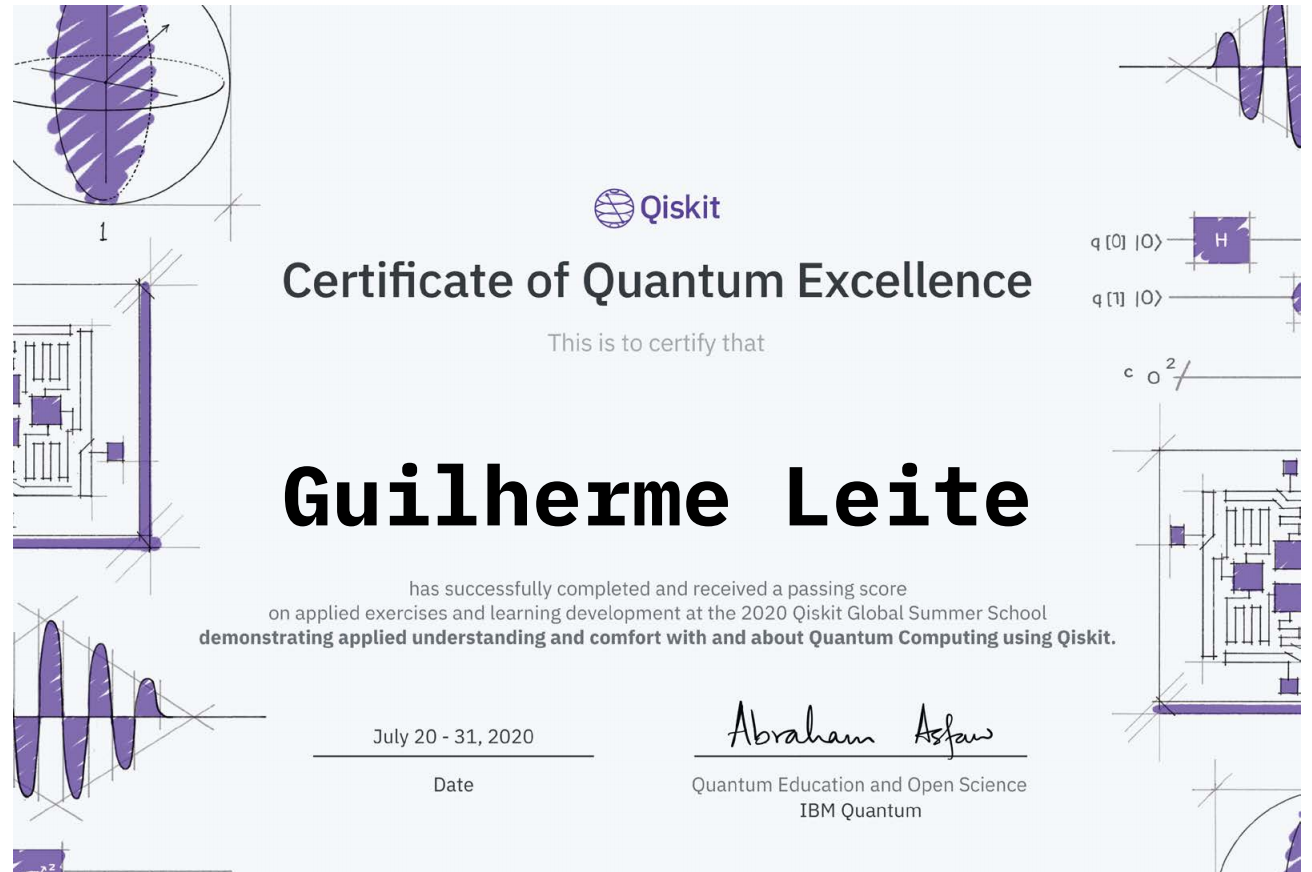 Qiskit
Certificate of Quantum Excellence
This is to certify that
Guilherme Leite
has successfully completed and received a passing score
on applied exercises and learning development at the 2020 Qiskit Global Summer School
demonstrating applied understanding and comfort with and about Quantum Computing using Qiskit.
July 20 - 31, 2020
Date
Abraham Asfaw
Quantum Education and Open Science
IBM Quantum
1
q [0] |0⟩ H
q [1] |0⟩
c 0 2